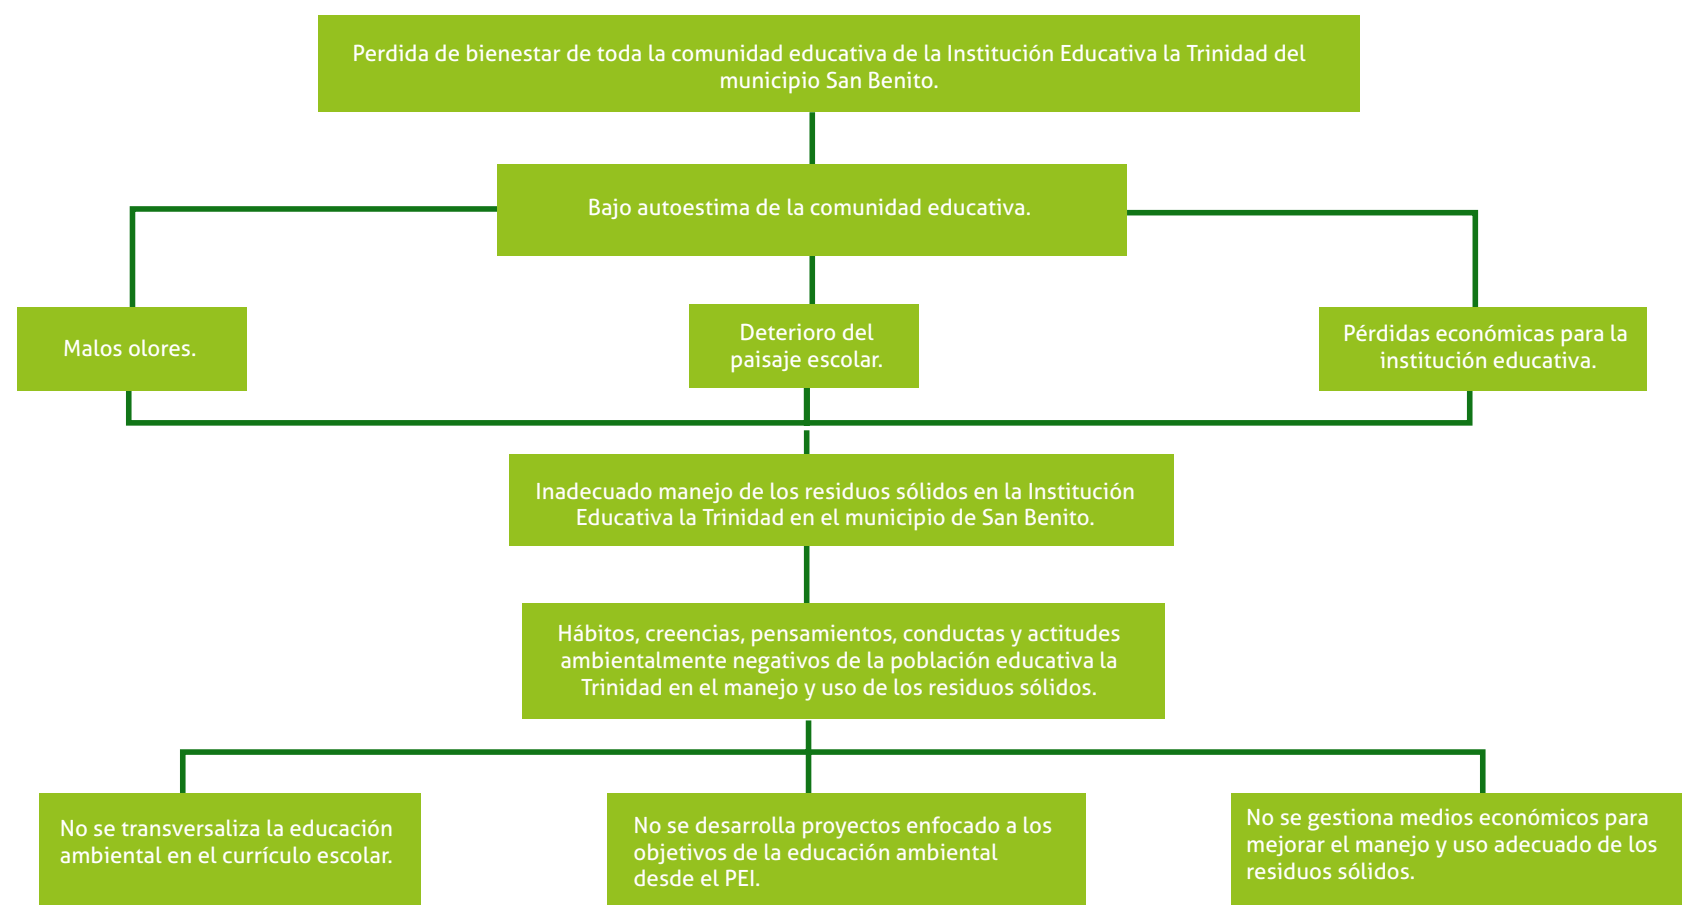 Perdida de bienestar de toda la comunidad educativa de la Institución Educativa la Trinidad del
municipio San Benito.
Bajo autoestima de la comunidad educativa.
Malos olores.
Deterioro del
paisaje escolar.
Pérdidas económicas para la
institución educativa.
Inadecuado manejo de los residuos sólidos en la Institución
Educativa la Trinidad en el municipio de San Benito.
Hábitos, creencias, pensamientos, conductas y actitudes
ambientalmente negativos de la población educativa la
Trinidad en el manejo y uso de los residuos sólidos.
No se transversaliza la educación
ambiental en el currículo escolar.
No se desarrolla proyectos enfocado a los
objetivos de la educación ambiental
desde el PEI.
No se gestiona medios económicos para
mejorar el manejo y uso adecuado de los
residuos sólidos.